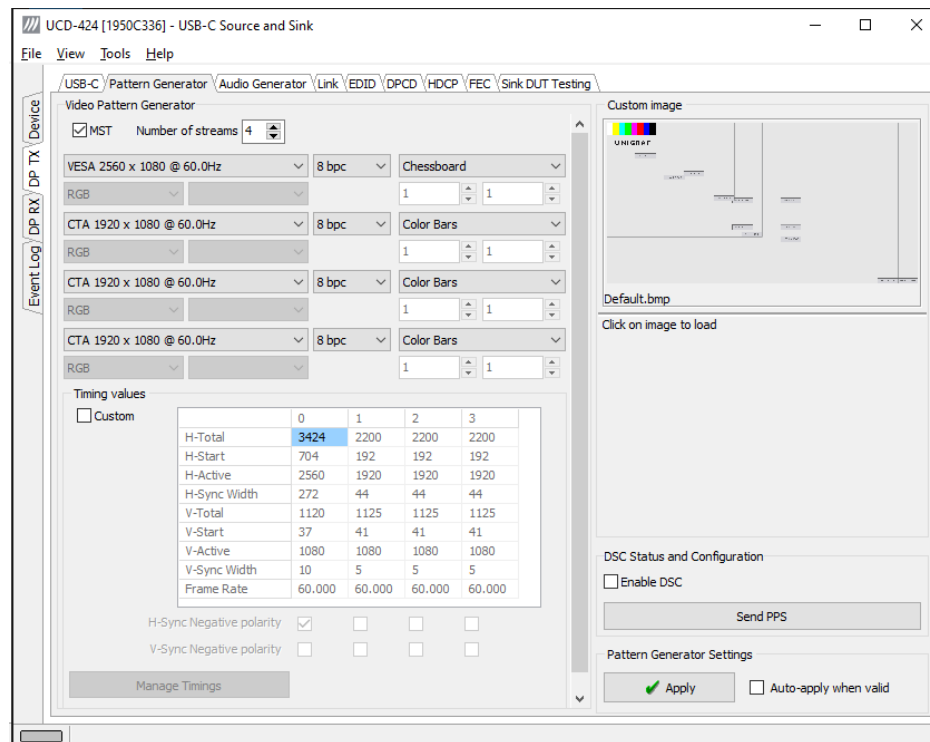 UCD-424 [1950C336] - USB-C Source and Sink
File View Tools Help
USB-C Pattern Generator Audio Generator Link EDID DPCD HDCP FEC Sink DUT Testing
Device
DP TX
DP RX
Event Log
Video Pattern Generator
MST Number of streams 4
VESA 2560 x 1080 @ 60.0Hz 8 bpc Chessboard
RGB 1 1
CTA 1920 x 1080 @ 60.0Hz 8 bpc Color Bars
RGB 1 1
CTA 1920 x 1080 @ 60.0Hz 8 bpc Color Bars
RGB 1 1
CTA 1920 x 1080 @ 60.0Hz 8 bpc Color Bars
RGB 1 1
Timing values
Custom
0 1 2 3
H-Total 3424 2200 2200 2200
H-Start 704 192 192 192
H-Active 2560 1920 1920 1920
H-Sync Width 272 44 44 44
V-Total 1120 1125 1125 1125
V-Start 37 41 41 41
V-Active 1080 1080 1080 1080
V-Sync Width 10 5 5 5
Frame Rate 60.000 60.000 60.000 60.000
H-Sync Negative polarity
V-Sync Negative polarity
Manage Timings
Custom image
UNIGRAF
Default.bmp
Click on image to load
DSC Status and Configuration
Enable DSC
Send PPS
Pattern Generator Settings
Apply Auto-apply when valid